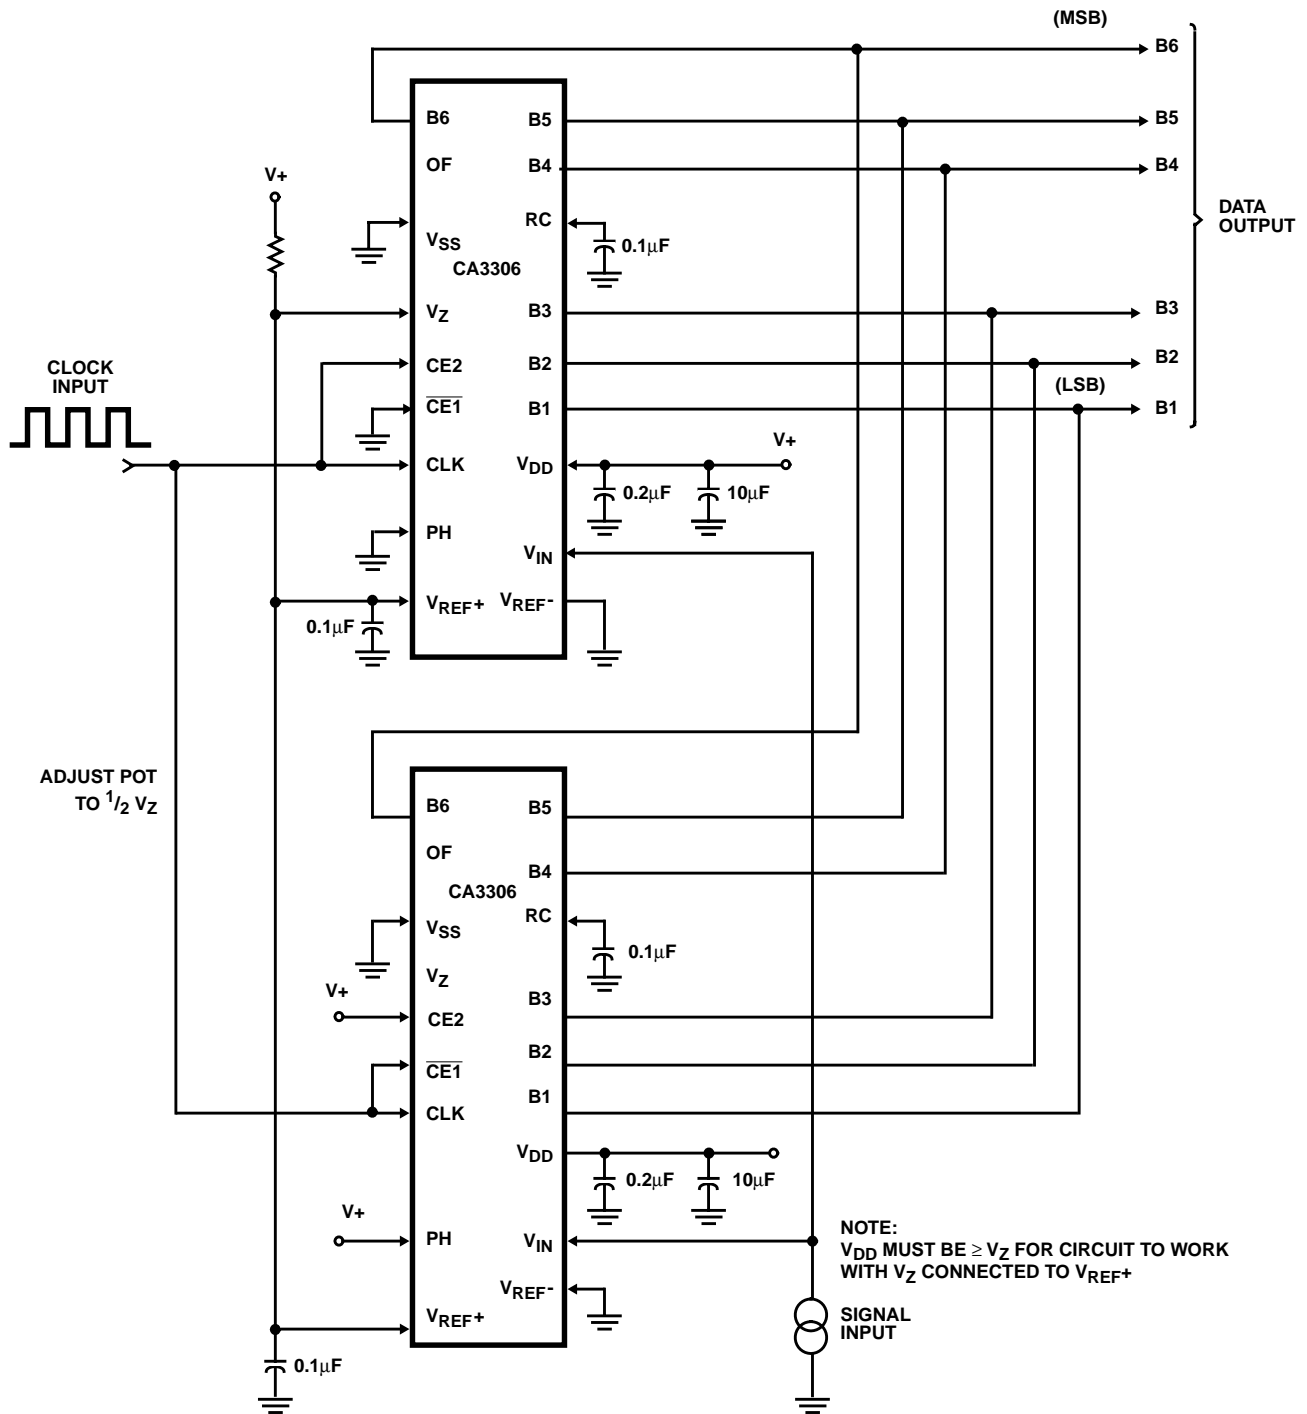 (MSB)
B6
B5
B4
DATA
OUTPUT
B3
B2
(LSB)
B1
B6
OF
VSS
CA3306
VZ
CE2
CE1
CLK
PH
VREF+
B5
B4
RC
B3
B2
B1
VDD
VIN
VREF-
V+
CLOCK
INPUT
0.1μF
0.1μF
V+
0.2μF
10μF
ADJUST POT
TO 1/2 VZ
B6
OF
CA3306
VSS
VZ
CE2
CE1
CLK
PH
VREF+
B5
B4
RC
B3
B2
B1
VDD
VIN
VREF-
V+
V+
0.1μF
0.2μF
10μF
0.1μF
NOTE:
VDD MUST BE ≥ VZ FOR CIRCUIT TO WORK
WITH VZ CONNECTED TO VREF+
SIGNAL
INPUT